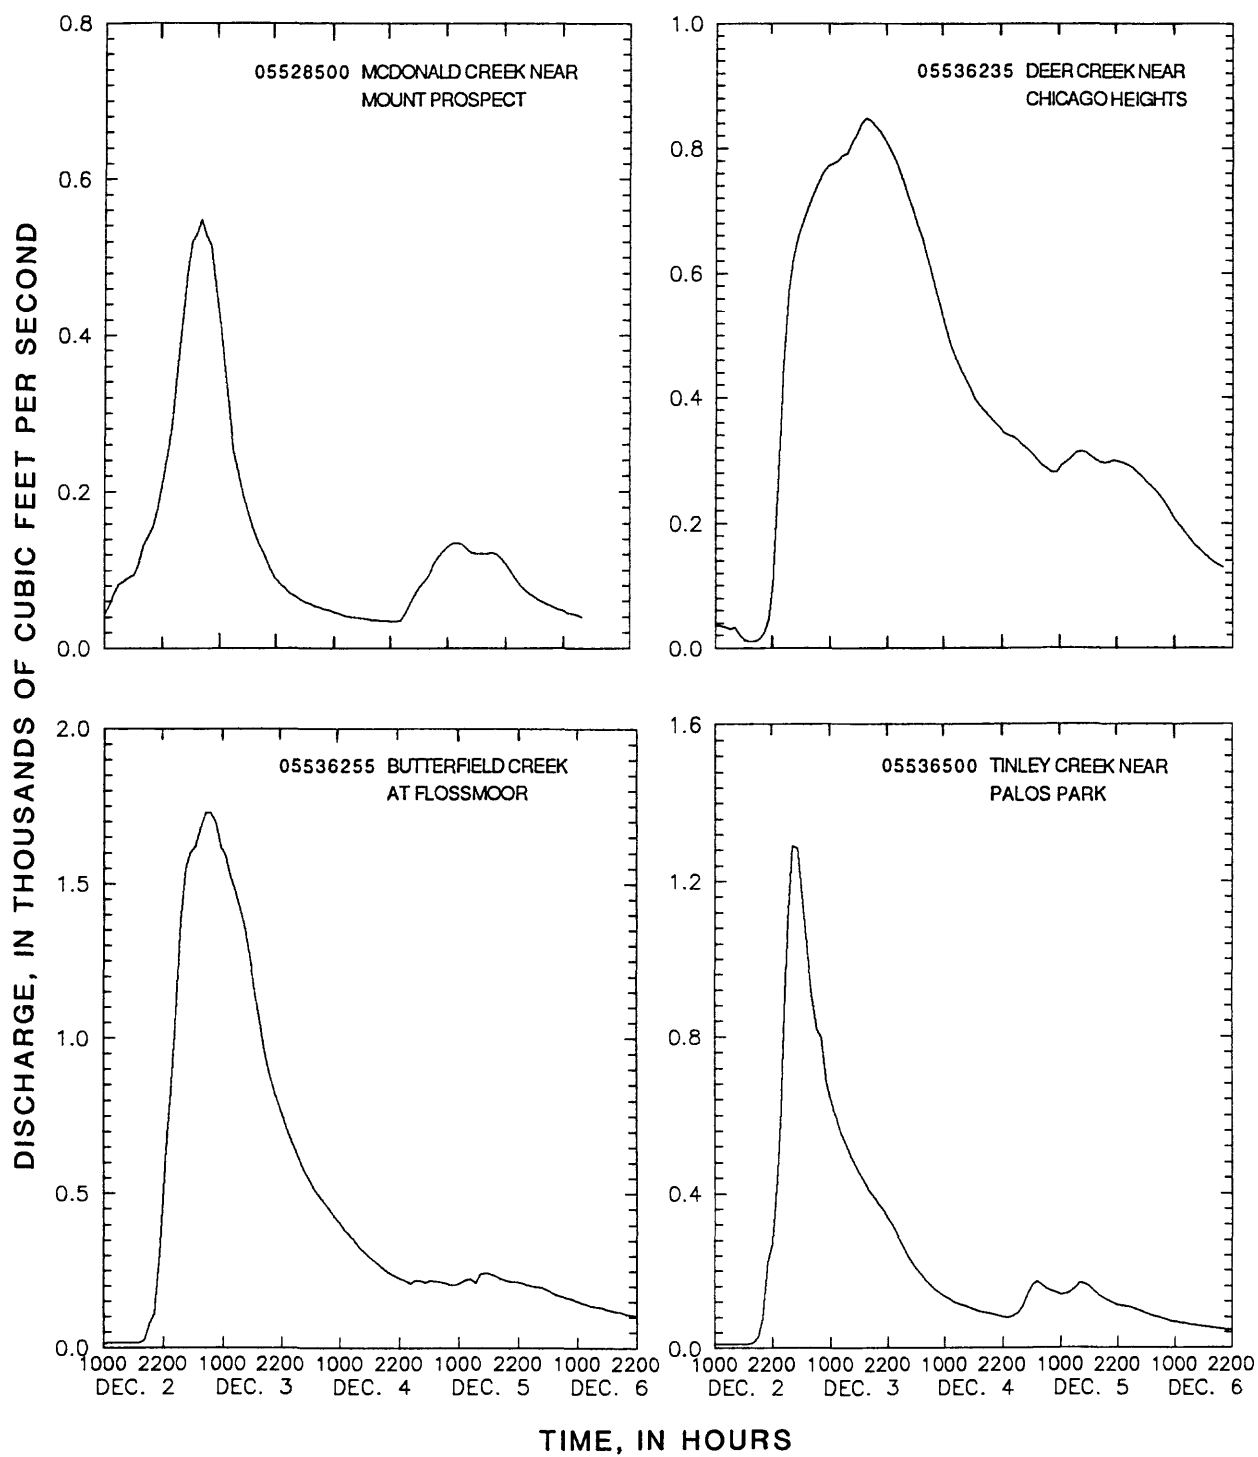 DISCHARGE, IN THOUSANDS OF CUBIC FEET PER SECOND
0.8
0.6
0.4
0.2
0.0
05528500 MCDONALD CREEK NEAR
MOUNT PROSPECT
1.0
0.8
0.6
0.4
0.2
0.0
05536235 DEER CREEK NEAR
CHICAGO HEIGHTS
2.0
1.5
1.0
0.5
0.0
05536255 BUTTERFIELD CREEK
AT FLOSSMOOR
1000 2200 1000 2200 1000 2200 1000 2200 1000 2200
DEC. 2 DEC. 3 DEC. 4 DEC. 5 DEC. 6
1.6
1.2
0.8
0.4
0.0
05536500 TINLEY CREEK NEAR
PALOS PARK
1000 2200 1000 2200 1000 2200 1000 2200 1000 2200
DEC. 2 DEC. 3 DEC. 4 DEC. 5 DEC. 6
TIME, IN HOURS